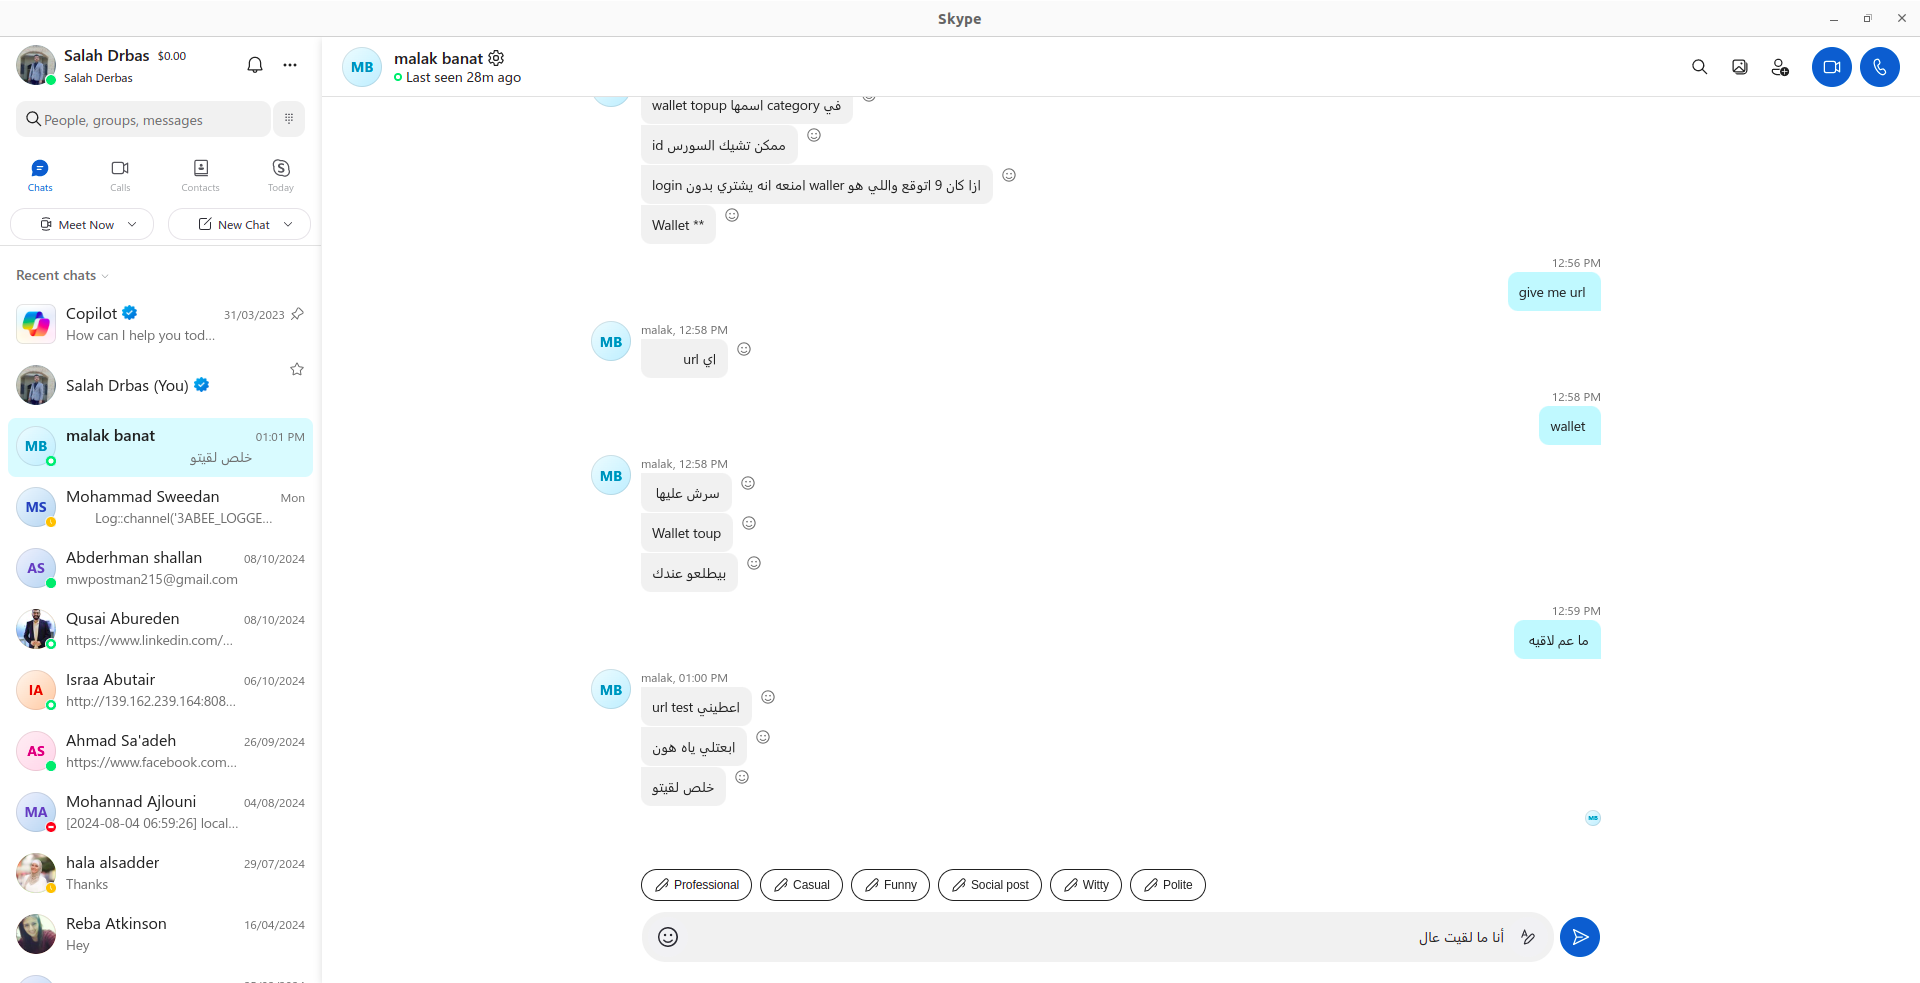 Skype
Salah Drbas $0.00
Salah Derbas
People, groups, messages
Chats
Calls
Contacts
Today
Meet Now
New Chat
Recent chats
Copilot
31/03/2023
How can I help you tod...
Salah Drbas (You)
MB
malak banat
01:01 PM
خلص لقيتو
MS
Mohammad Sweedan
Mon
Log::channel('3ABEE_LOGGE...
AS
Abderhman shallan
08/10/2024
mwpostman215@gmail.com
Qusai Abureden
08/10/2024
https://www.linkedin.com/...
IA
Israa Abutair
06/10/2024
http://139.162.239.164:808...
AS
Ahmad Sa'adeh
26/09/2024
https://www.facebook.com...
MA
Mohannad Ajlouni
04/08/2024
[2024-08-04 06:59:26] local...
hala alsadder
29/07/2024
Thanks
Reba Atkinson
16/04/2024
Hey
MB
malak banat
Last seen 28m ago
في category اسمها wallet topup
ممكن تشيك السورس id
ازا كان 9 اتوقع واللي هو waller امنعه انه يشتري بدون login
Wallet **
12:56 PM
give me url
MB
malak, 12:58 PM
اي url
12:58 PM
wallet
MB
malak, 12:58 PM
سرش عليها
Wallet toup
بيطلعو عندك
12:59 PM
ما عم لاقيه
MB
malak, 01:00 PM
اعطيني url test
ابعتلي ياه هون
خلص لقيتو
MB
Professional
Casual
Funny
Social post
Witty
Polite
أنا ما لقيت عال